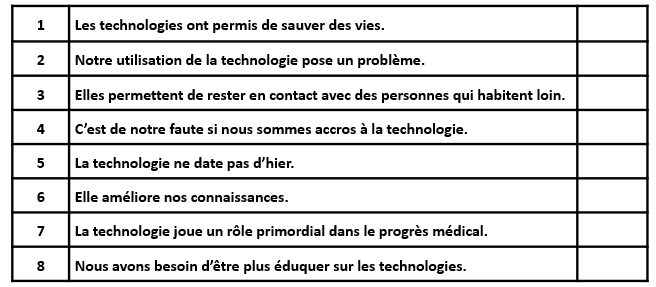 1 Les technologies ont permis de sauver des vies.
2 Notre utilisation de la technologie pose un problème.
3 Elles permettent de rester en contact avec des personnes qui habitent loin.
4 C’est de notre faute si nous sommes accros à la technologie.
5 La technologie ne date pas d’hier.
6 Elle améliore nos connaissances.
7 La technologie joue un rôle primordial dans le progrès médical.
8 Nous avons besoin d’être plus éduquer sur les technologies.